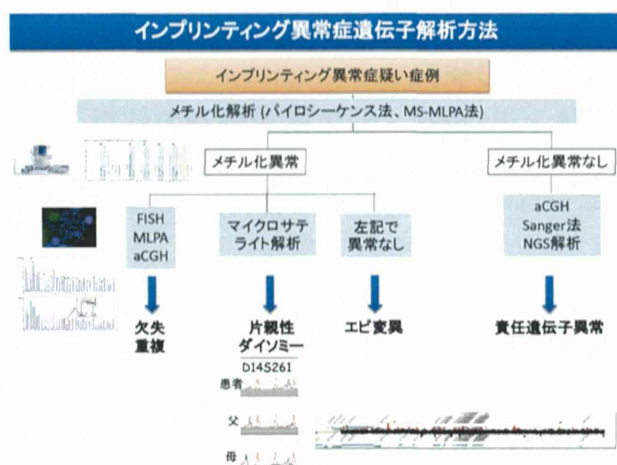 インプリンティング異常症遺伝子解析方法
インプリンティング異常症疑い症例
メチル化解析 (パイロシーケンス法、MS-MLPA法)
メチル化異常
メチル化異常なし
FISH
MLPA
aCGH
マイクロサテ
ライト解析
左記で
異常なし
aCGH
Sanger法
NGS解析
欠失
重複
片親性
ダイソミー
エピ変異
責任遺伝子異常
D14S261
患者
父
母